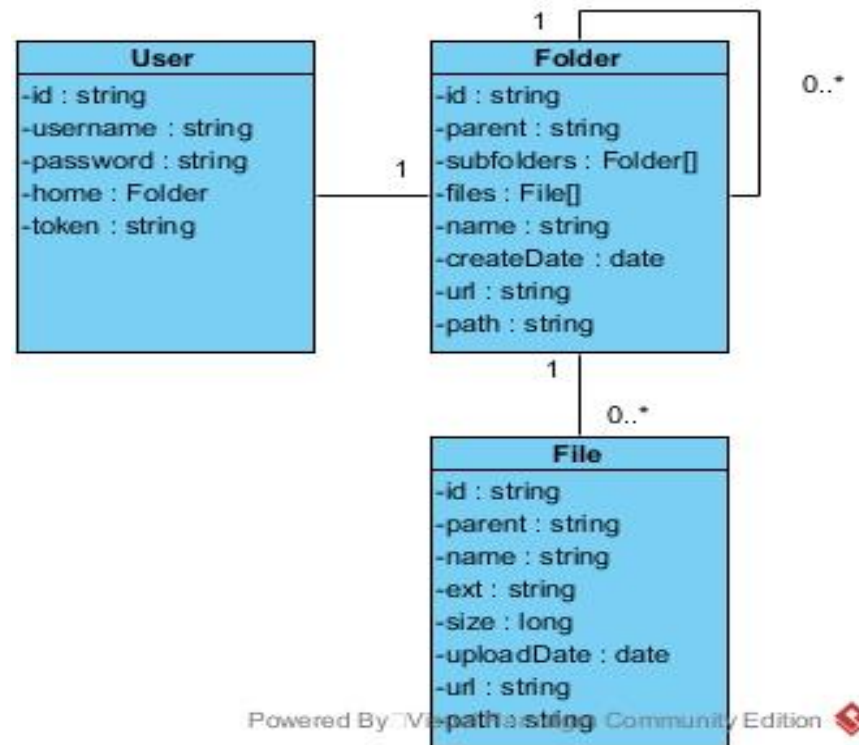 1
User
Folder
0..*
-id : string
-username : string
-password : string
-home : Folder
-token : string
1
-id : string
-parent : string
-subfolders : Folder[]
-files : File[]
-name : string
-createDate : date
-url : string
-path : string
1
0..*
File
-id : string
-parent : string
-name : string
-ext : string
-size : long
-uploadDate : date
-url : string
-path : string
Powered By Community Edition